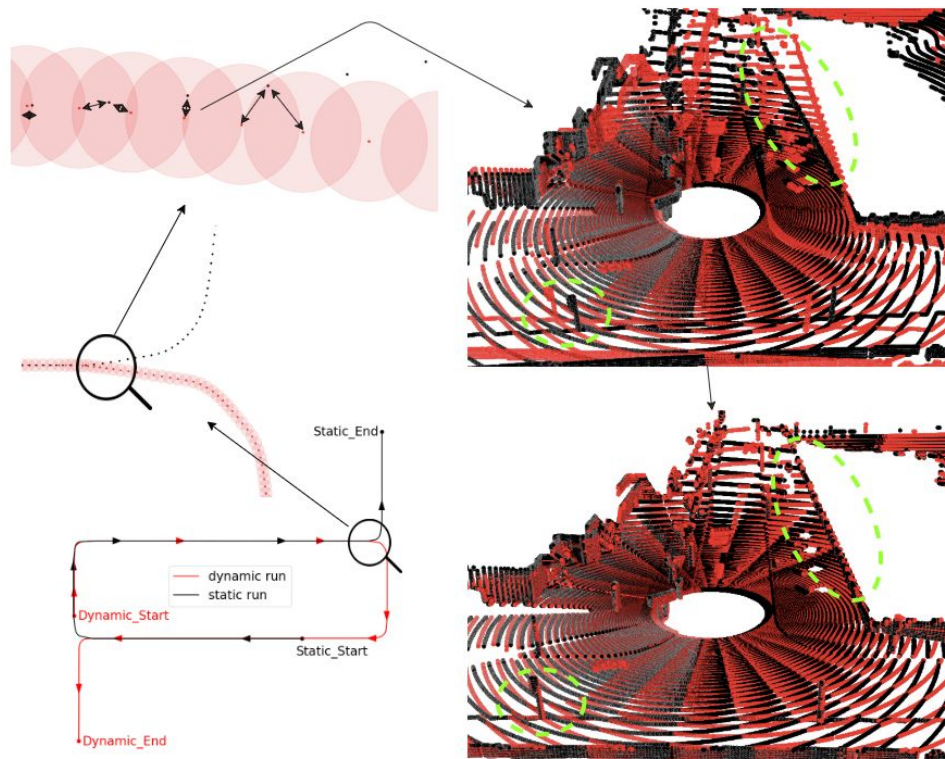 Static_End
dynamic run
static run
Dynamic_Start
Static_Start
Dynamic_End